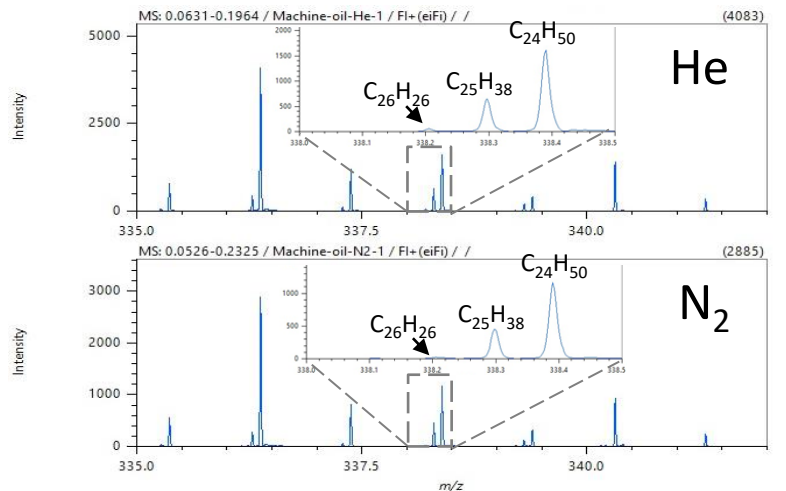 MS: 0.0631-0.1964 / Machine-oil-He-1 / FI+(eiFi) / / (4083)
He
Intensity
5000
2500
0
2000
1500
1000
500
0
C24H50
C25H38
C26H26
338.0 338.1 338.2 338.3 338.4 338.5
335.0 337.5 340.0
MS: 0.0526-0.2325 / Machine-oil-N2-1 / FI+(eiFi) / / (2885)
N2
Intensity
3000
2000
1000
0
1000
500
0
C24H50
C25H38
C26H26
338.0 338.1 338.2 338.3 338.4 338.5
335.0 337.5 340.0
m/z